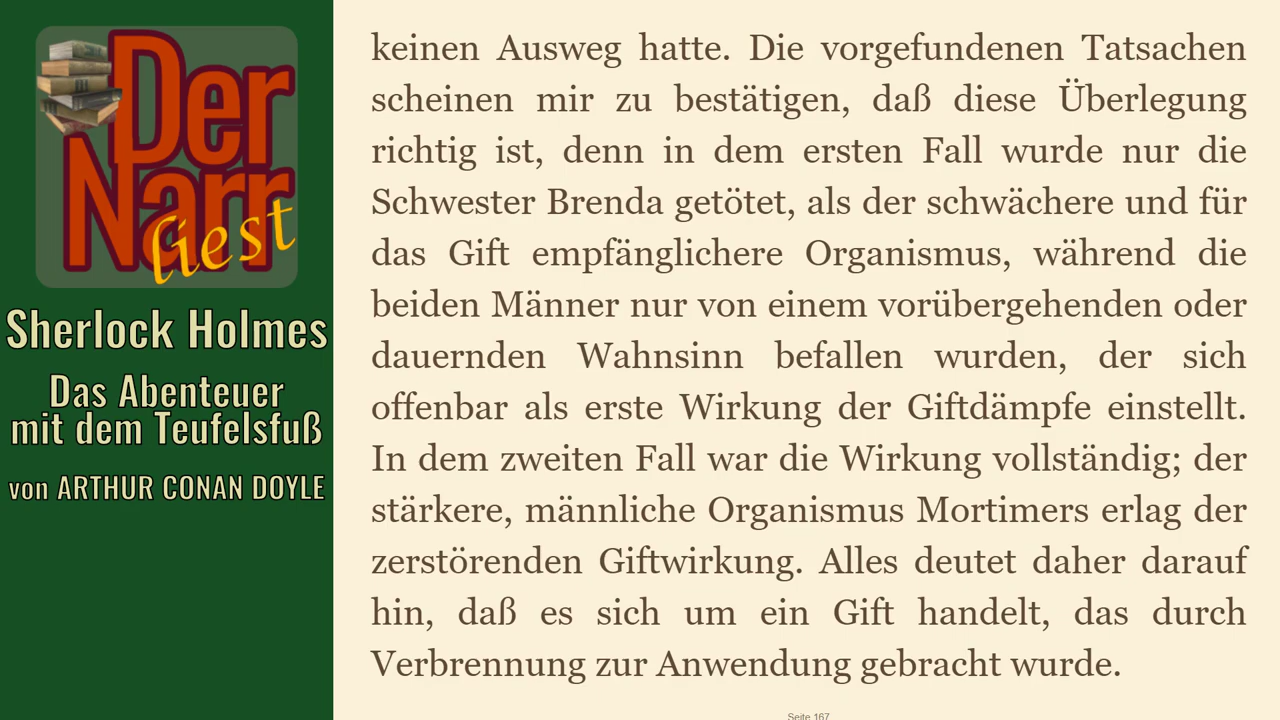 Der
Narr
liest
Sherlock Holmes
Das Abenteuer
mit dem Teufelsfuß
von ARTHUR CONAN DOYLE
keinen Ausweg hatte. Die vorgefundenen Tatsachen
scheinen mir zu bestätigen, daß diese Überlegung
richtig ist, denn in dem ersten Fall wurde nur die
Schwester Brenda getötet, als der schwächere und für
das Gift empfänglichere Organismus, während die
beiden Männer nur von einem vorübergehenden oder
dauernden Wahnsinn befallen wurden, der sich
offenbar als erste Wirkung der Giftdämpfe einstellt.
In dem zweiten Fall war die Wirkung vollständig; der
stärkere, männliche Organismus Mortimers erlag der
zerstörenden Giftwirkung. Alles deutet daher darauf
hin, daß es sich um ein Gift handelt, das durch
Verbrennung zur Anwendung gebracht wurde.
Seite 167